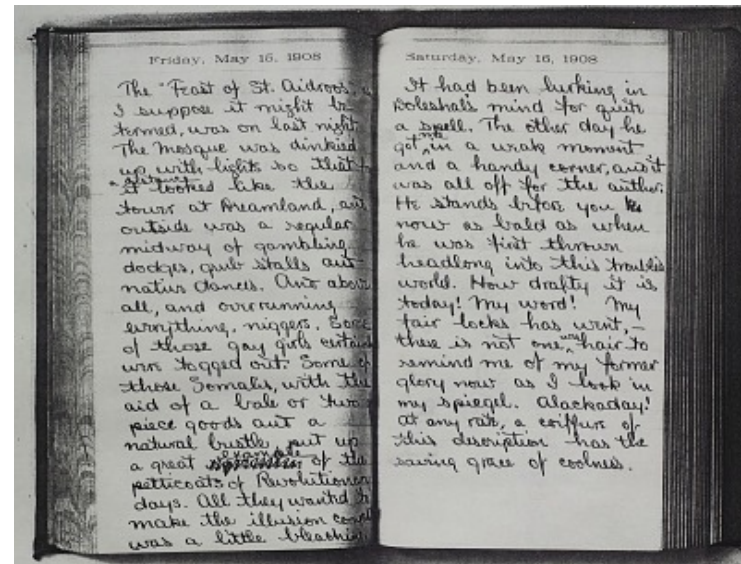 Friday, May 15, 1908
The "Feast of St. Aidroos,
I suppose it might be
termed, was on last night.
The mosque was dinkied
up with lights so that
at distance
it looked like the
tower at Dreamland, and
outside was a regular
midway of gambling
dodges, grub stalls and
native dances. And above
all, and overrunning
everything, niggers. Some
of those gay girls certain
were togged out. Some of
those Somalis, with the
aid of a bale or two of
piece goods and a
natural bustle, put up
example
a great of the
petticoats of Revolutionary
days. All they wanted to
make the illusion
was a little bleaching
Saturday, May 16, 1908
It had been lurking in
Doleshal's mind for quite
a spell. The other day he
me
got in a weak moment
and a handy corner, and it
was all off for the author.
He stands before you
now as bald as when
he was first thrown
headlong into this troubled
world. How drafty it is
today! My word! My
fair locks has went,—
wee
there is not one hair to
remind me of my former
glory now as I look in
my spiegel. Alackaday!
At any rate, a coiffure of
this description has the
saving grace of coolness.